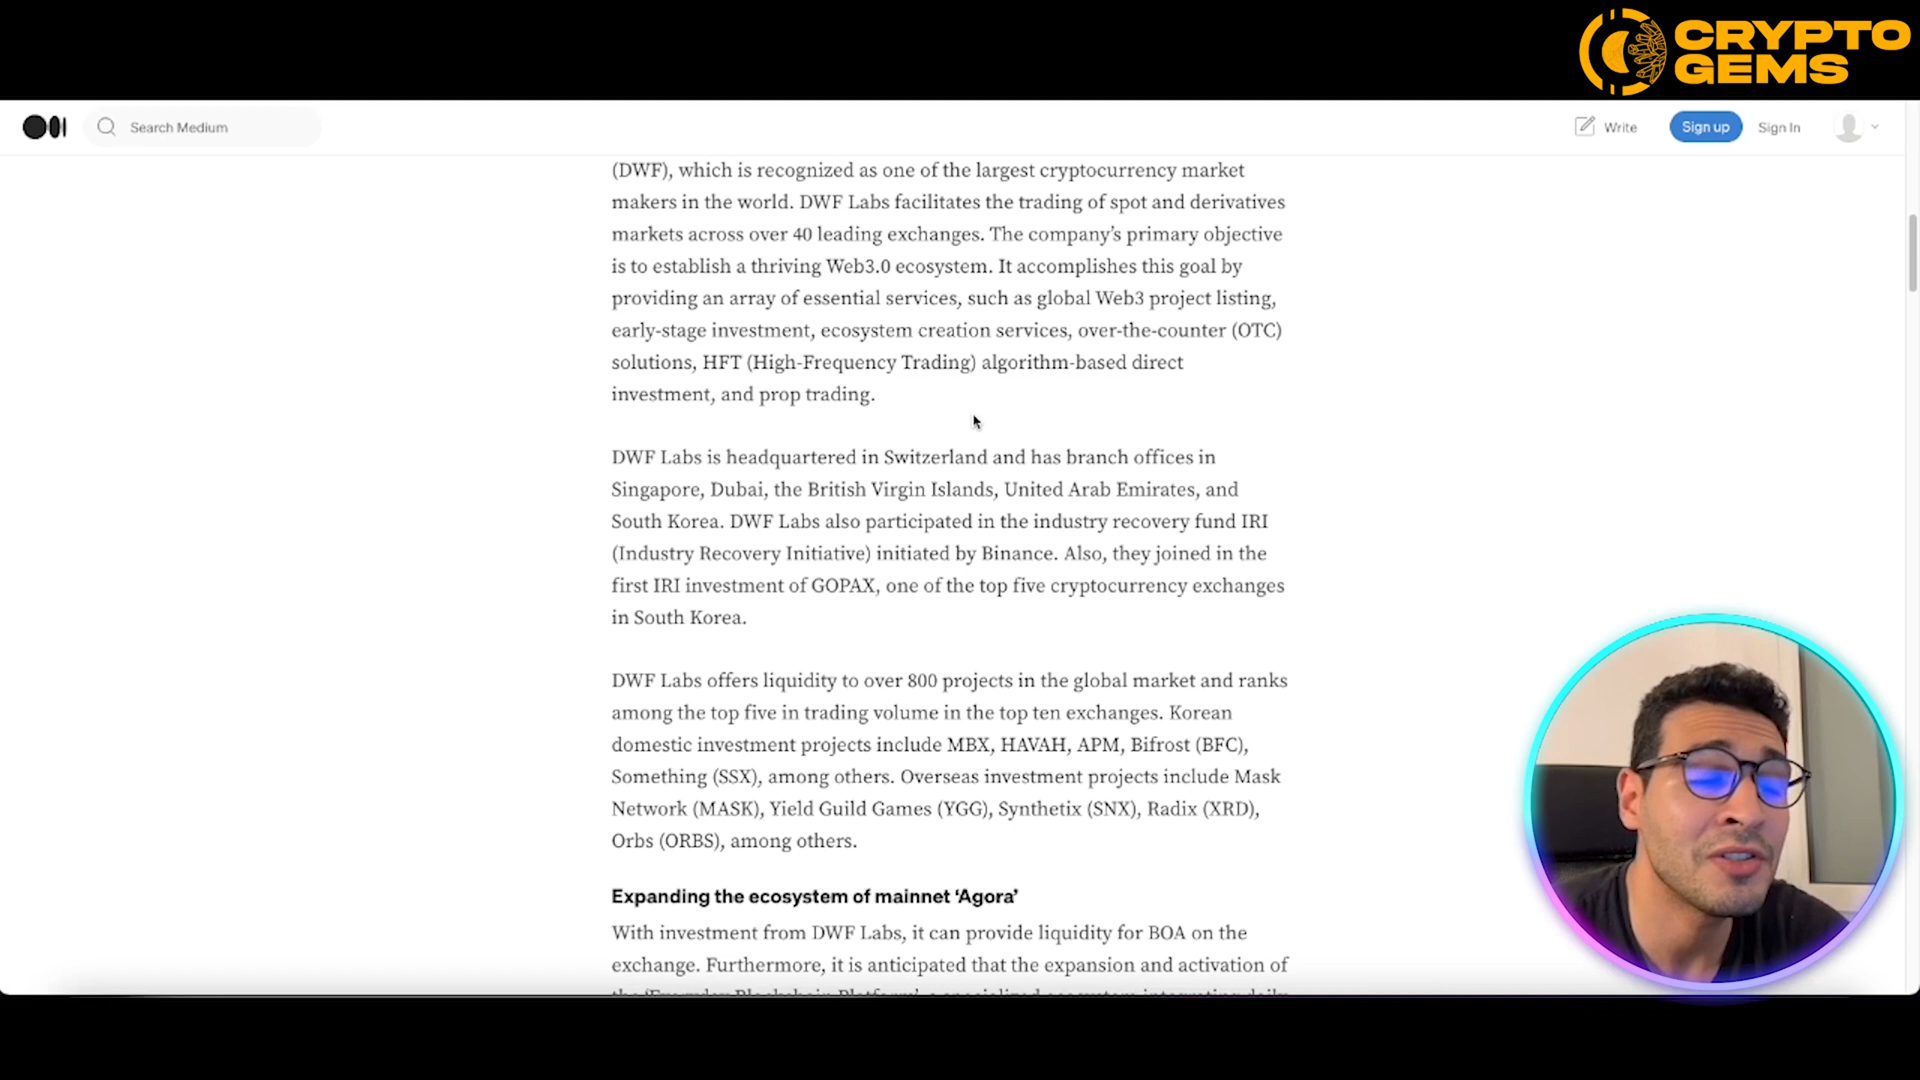 CRYPTO
GEMS
Search Medium
Write
Sign up
Sign In
(DWF), which is recognized as one of the largest cryptocurrency market
makers in the world. DWF Labs facilitates the trading of spot and derivatives
markets across over 40 leading exchanges. The company’s primary objective
is to establish a thriving Web3.0 ecosystem. It accomplishes this goal by
providing an array of essential services, such as global Web3 project listing,
early-stage investment, ecosystem creation services, over-the-counter (OTC)
solutions, HFT (High-Frequency Trading) algorithm-based direct
investment, and prop trading.
DWF Labs is headquartered in Switzerland and has branch offices in
Singapore, Dubai, the British Virgin Islands, United Arab Emirates, and
South Korea. DWF Labs also participated in the industry recovery fund IRI
(Industry Recovery Initiative) initiated by Binance. Also, they joined in the
first IRI investment of GOPAX, one of the top five cryptocurrency exchanges
in South Korea.
DWF Labs offers liquidity to over 800 projects in the global market and ranks
among the top five in trading volume in the top ten exchanges. Korean
domestic investment projects include MBX, HAVAH, APM, Bifrost (BFC),
Something (SSX), among others. Overseas investment projects include Mask
Network (MASK), Yield Guild Games (YGG), Synthetix (SNX), Radix (XRD),
Orbs (ORBS), among others.
Expanding the ecosystem of mainnet ‘Agora’
With investment from DWF Labs, it can provide liquidity for BOA on the
exchange. Furthermore, it is anticipated that the expansion and activation of